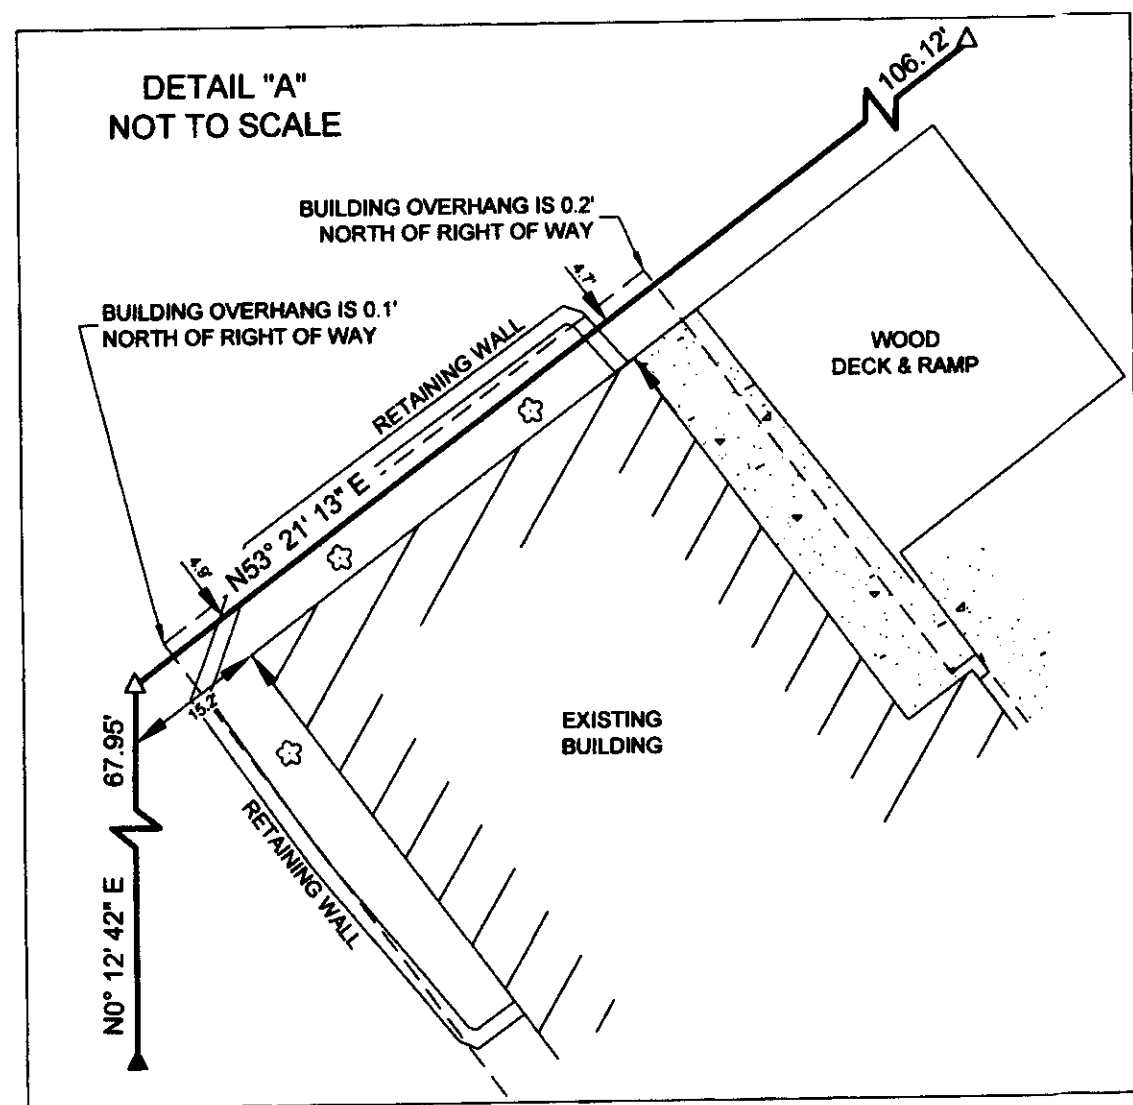 DETAIL "A"
NOT TO SCALE
106.12'
BUILDING OVERHANG IS 0.2'
NORTH OF RIGHT OF WAY
4.7'
BUILDING OVERHANG IS 0.1'
NORTH OF RIGHT OF WAY
RETAINING WALL
WOOD
DECK & RAMP
N53° 21' 13" E
4.9'
15.2'
EXISTING
BUILDING
67.95'
RETAINING WALL
N0° 12' 42" E